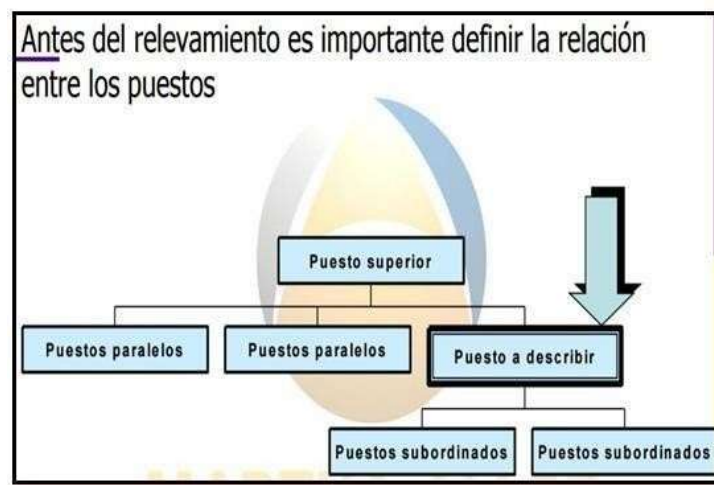 Antes del relevamiento es importante definir la relación
entre los puestos
Puesto superior
Puestos paralelos
Puestos paralelos
Puesto a describir
Puestos subordinados
Puestos subordinados